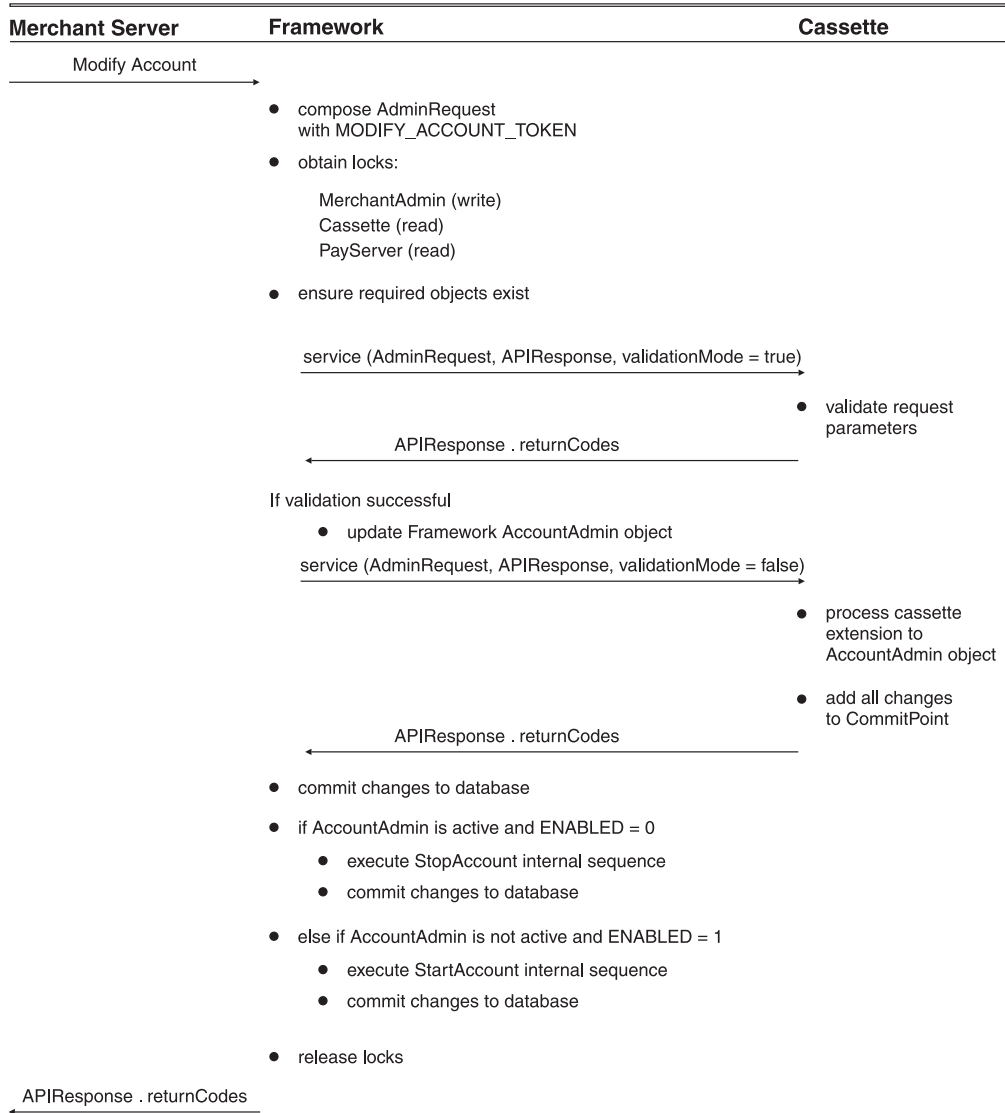 Merchant Server Framework Cassette
Modify Account
● compose AdminRequest
with MODIFY_ACCOUNT_TOKEN
● obtain locks:
MerchantAdmin (write)
Cassette (read)
PayServer (read)
● ensure required objects exist
service (AdminRequest, APIResponse, validationMode = true)
● validate request
parameters
APIResponse . returnCodes
If validation successful
● update Framework AccountAdmin object
service (AdminRequest, APIResponse, validationMode = false)
● process cassette
extension to
AccountAdmin object
● add all changes
to CommitPoint
APIResponse . returnCodes
● commit changes to database
● if AccountAdmin is active and ENABLED = 0
● execute StopAccount internal sequence
● commit changes to database
● else if AccountAdmin is not active and ENABLED = 1
● execute StartAccount internal sequence
● commit changes to database
● release locks
APIResponse . returnCodes